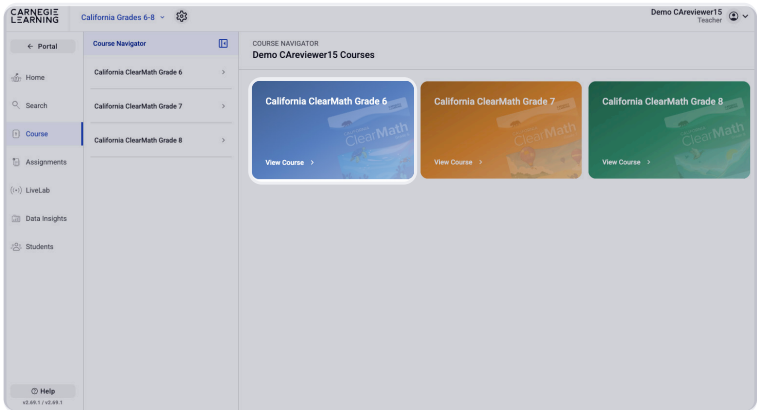 CARNEGIE
LEARNING
California Grades 6-8
Demo CAreviewer15
Teacher
← Portal
Home
Search
Course
Assignments
LiveLab
Data Insights
Students
Help
v2.69.1 / v2.69.1
Course Navigator
California ClearMath Grade 6
California ClearMath Grade 7
California ClearMath Grade 8
COURSE NAVIGATOR
Demo CAreviewer15 Courses
California ClearMath Grade 6
ClearMath
View Course >
California ClearMath Grade 7
ClearMath
View Course >
California ClearMath Grade 8
ClearMath
View Course >